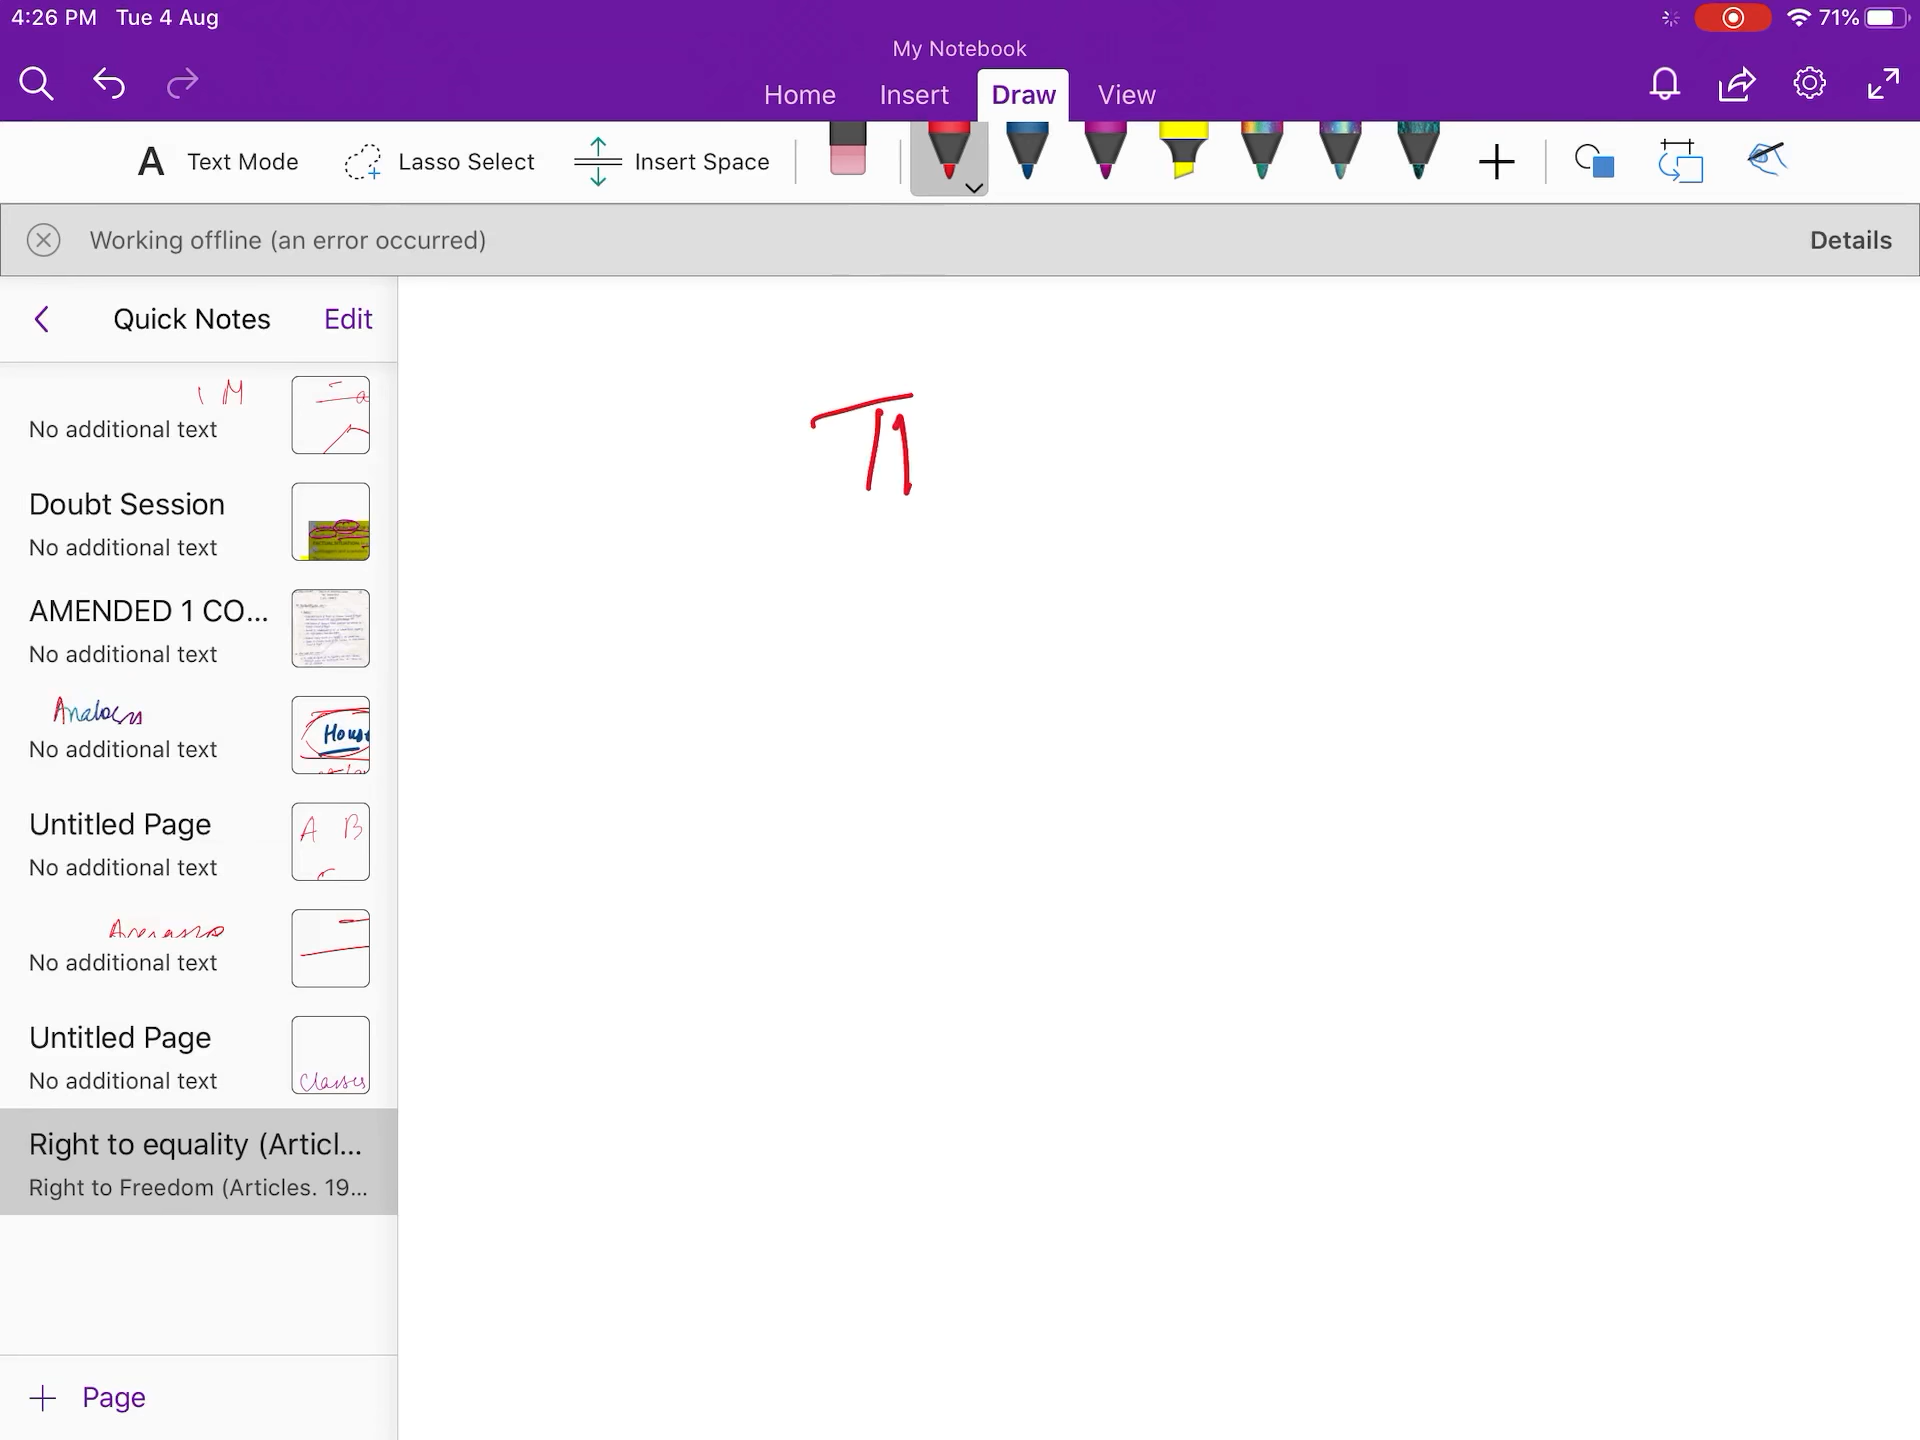 4:26 PM Tue 4 Aug
71%
My Notebook
Home Insert Draw View
A Text Mode Lasso Select Insert Space
Working offline (an error occurred) Details
Quick Notes Edit
M
No additional text
Doubt Session
No additional text
AMENDED 1 CO...
No additional text
Hous
No additional text
Untitled Page
A B
No additional text
No additional text
Untitled Page
No additional text
Classes
Right to equality (Articl...
Right to Freedom (Articles. 19...
Page